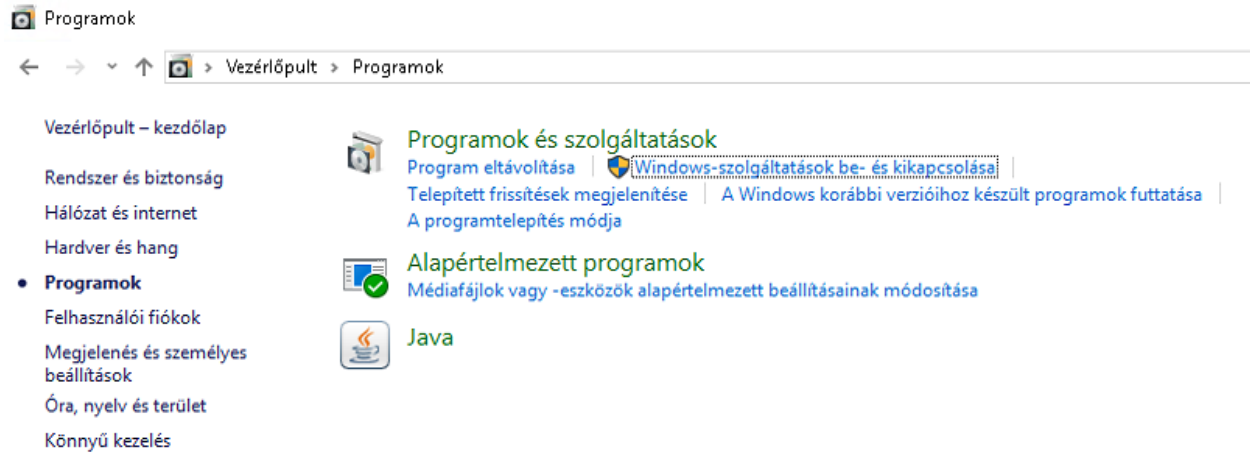 Programok
Vezérlőpult > Programok
Vezérlőpult – kezdőlap
Rendszer és biztonság
Hálózat és internet
Hardver és hang
Programok
Felhasználói fiókok
Megjelenés és személyes
beállítások
Óra, nyelv és terület
Könnyű kezelés
Programok és szolgáltatások
Program eltávolítása | Windows-szolgáltatások be- és kikapcsolása |
Telepített frissítések megjelenítése | A Windows korábbi verzióihoz készült programok futtatása |
A programtelepítés módja
Alapértelmezett programok
Médiafájlok vagy -eszközök alapértelmezett beállításainak módosítása
Java